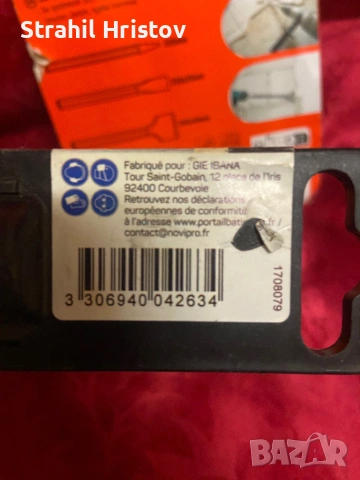 Strahil Hristov
Fabriqué pour : GIE ISANA
Tour Saint-Gobain, 12 place de l'Iris
92400 Courbevoie
Retrouvez nos déclarations
européennes de conformité
à l'adresse : www.portailbati.fr/
contact@novipro.fr
3 306940 042634
1708079
BAZAR